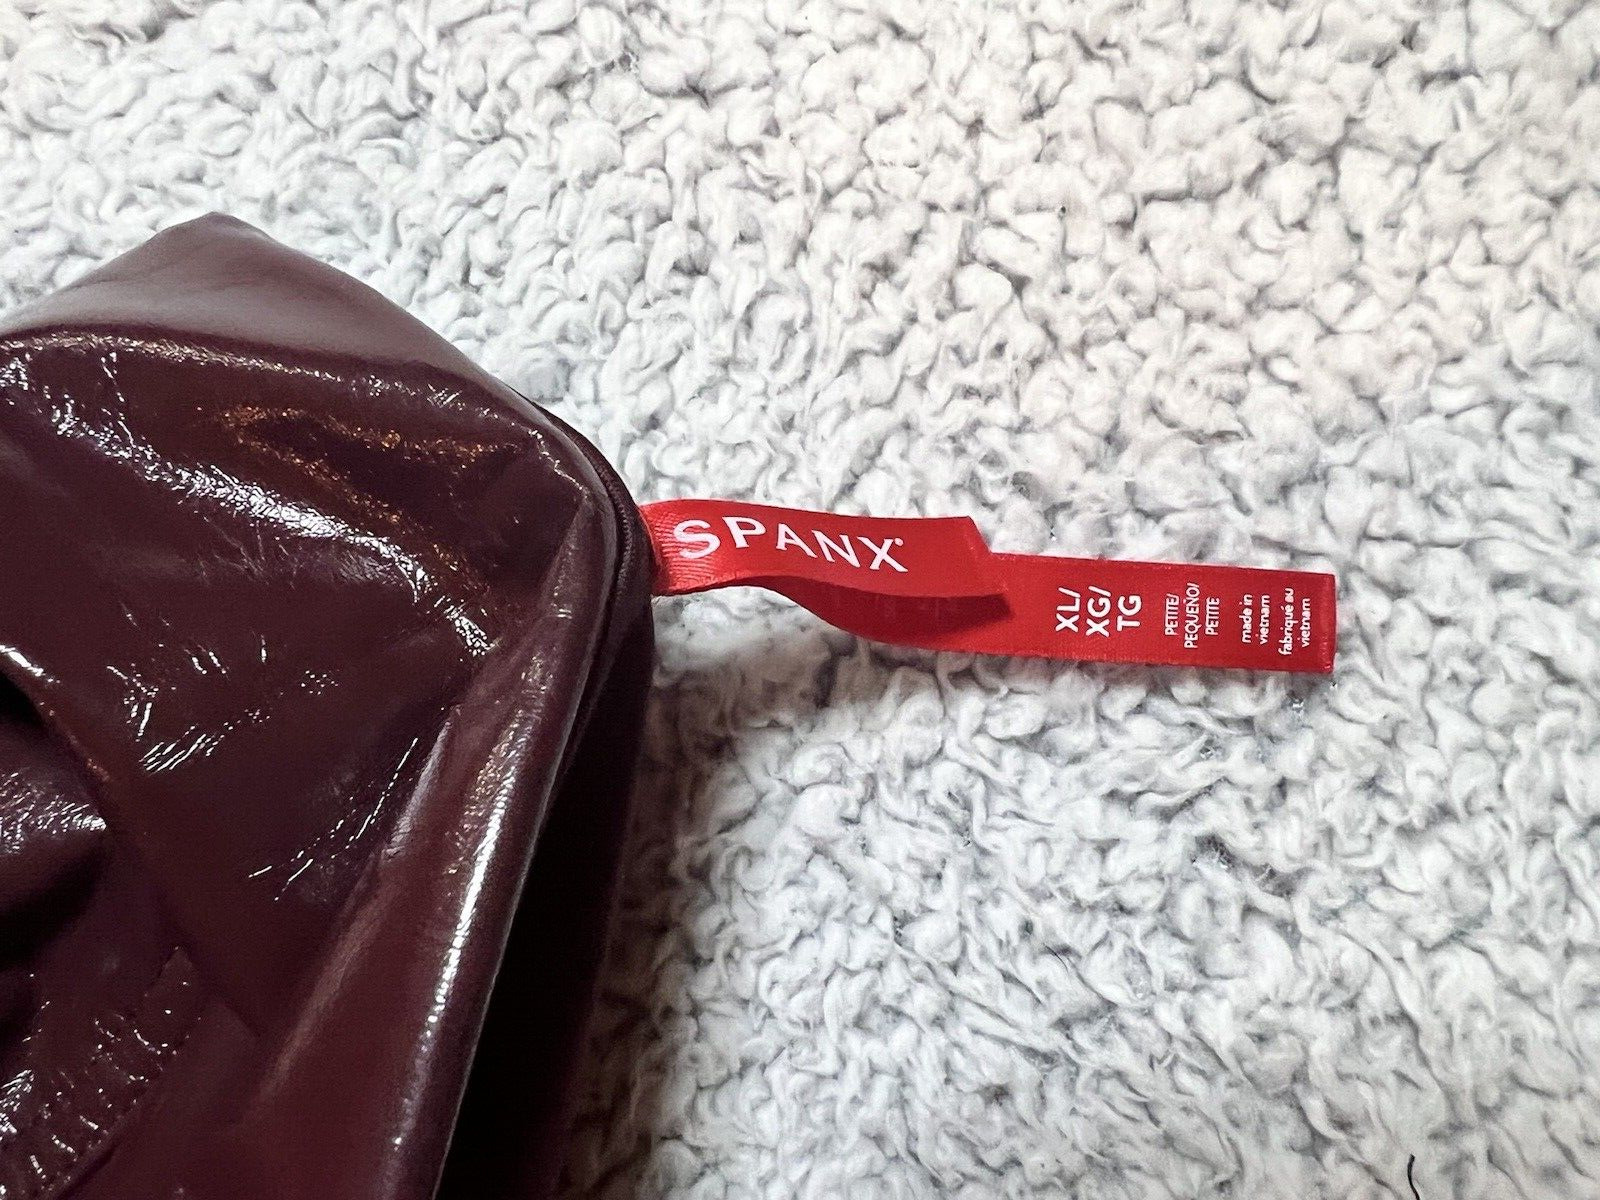 SPANX®
XL/
XG/
TG
PETITE/
PEQUEÑO/
PETITE
made in
vietnam
fabriqué au
vietnam